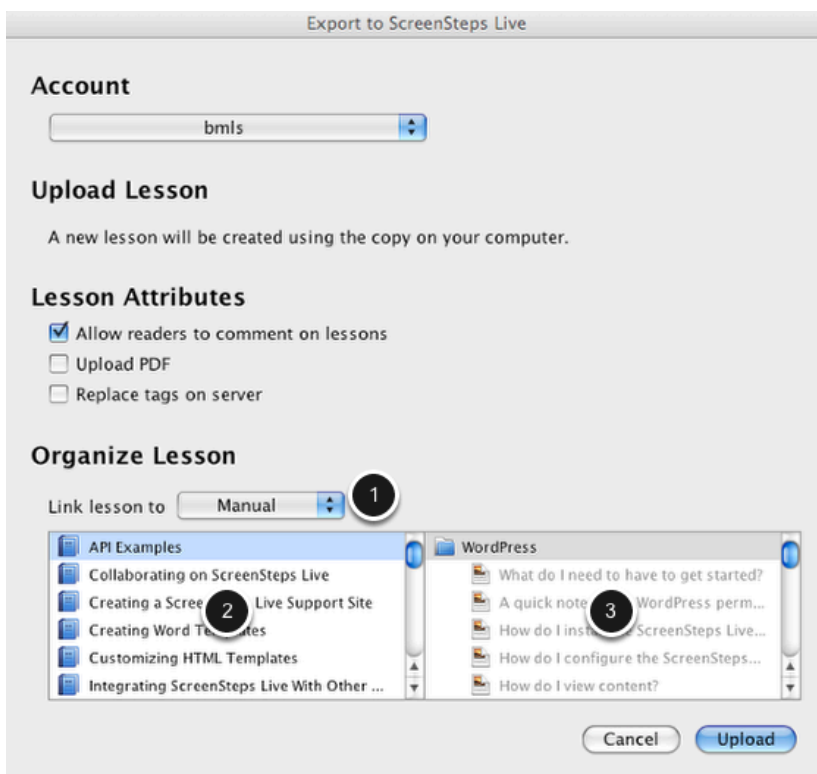 Export to ScreenSteps Live
Account
bmls
Upload Lesson
A new lesson will be created using the copy on your computer.
Lesson Attributes
Allow readers to comment on lessons
Upload PDF
Replace tags on server
Organize Lesson
Link lesson to Manual 1
API Examples
Collaborating on ScreenSteps Live
Creating a Scree Live Support Site
2
Creating Word Te tes
Customizing HTML Templates
Integrating ScreenSteps Live With Other ...
WordPress
What do I need to have to get started?
A quick note WordPress perm...
3
How do I inst ScreenSteps Live...
How do I configure the ScreenSteps...
How do I view content?
Cancel Upload